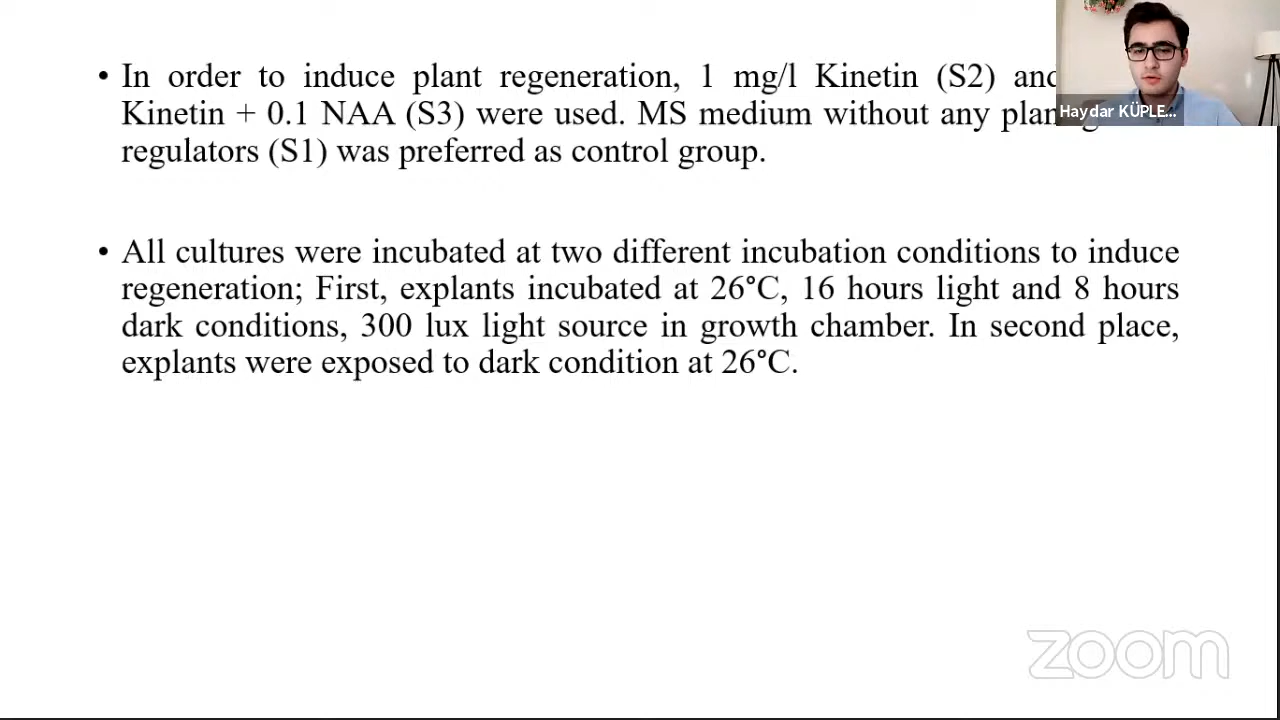 • In order to induce plant regeneration, 1 mg/l Kinetin (S2) and
Kinetin + 0.1 NAA (S3) were used. MS medium without any plan
regulators (S1) was preferred as control group.
• All cultures were incubated at two different incubation conditions to induce
regeneration; First, explants incubated at 26°C, 16 hours light and 8 hours
dark conditions, 300 lux light source in growth chamber. In second place,
explants were exposed to dark condition at 26°C.
Haydar KÜPLE...
zoom